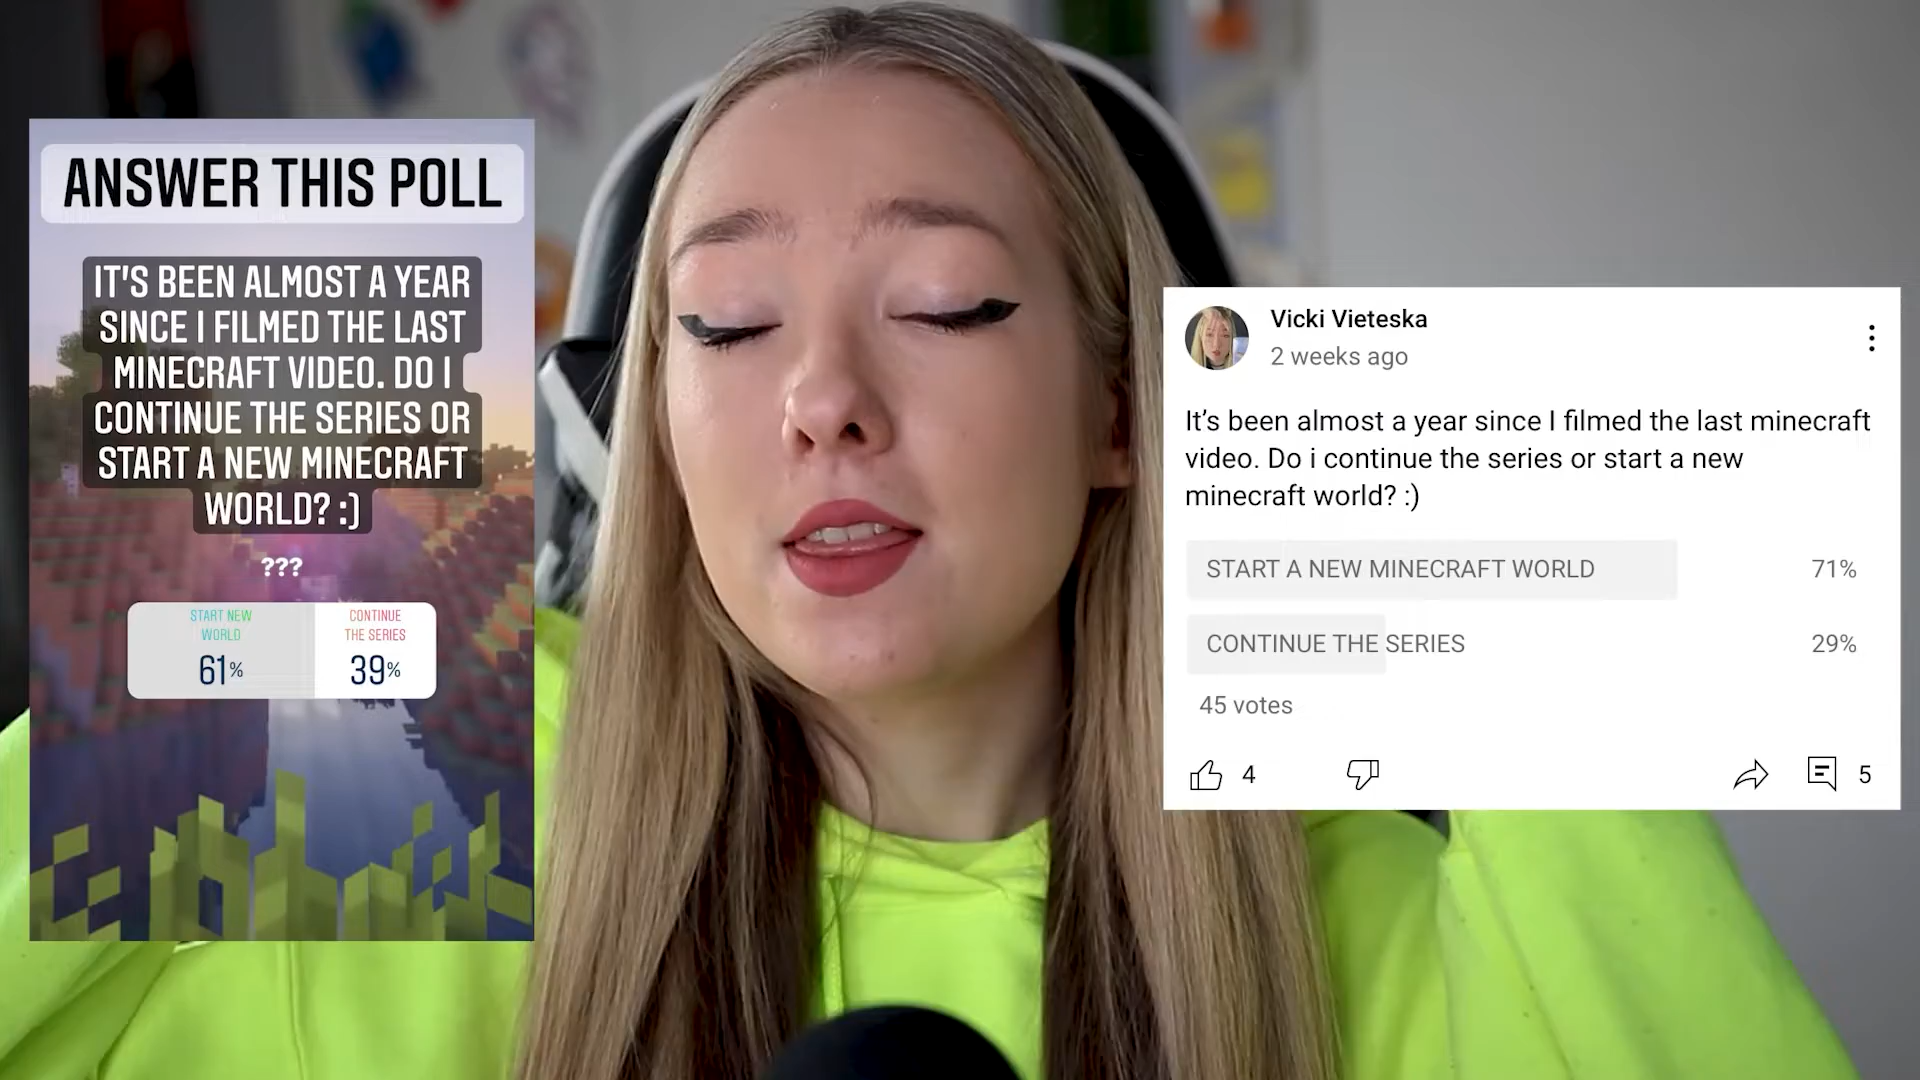 ANSWER THIS POLL
IT'S BEEN ALMOST A YEAR
SINCE I FILMED THE LAST
MINECRAFT VIDEO. DO I
CONTINUE THE SERIES OR
START A NEW MINECRAFT
WORLD? :)
???
START NEW
WORLD
61%
CONTINUE
THE SERIES
39%
Vicki Vieteska
2 weeks ago
It’s been almost a year since I filmed the last minecraft
video. Do i continue the series or start a new
minecraft world? :)
START A NEW MINECRAFT WORLD 71%
CONTINUE THE SERIES 29%
45 votes
4
5